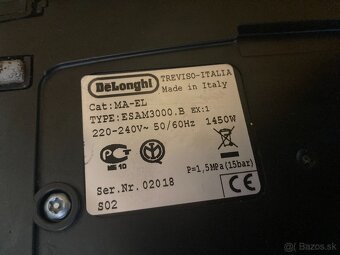 DeLonghi
TREVISO-ITALIA
Made in Italy
Cat:MA-EL
TYPE:ESAM3000.B EX:1
220-240V~ 50/60Hz 1450W
P=1,5MPa(15bar)
Ser.Nr. 02018
S02
CE
Bazoš.sk